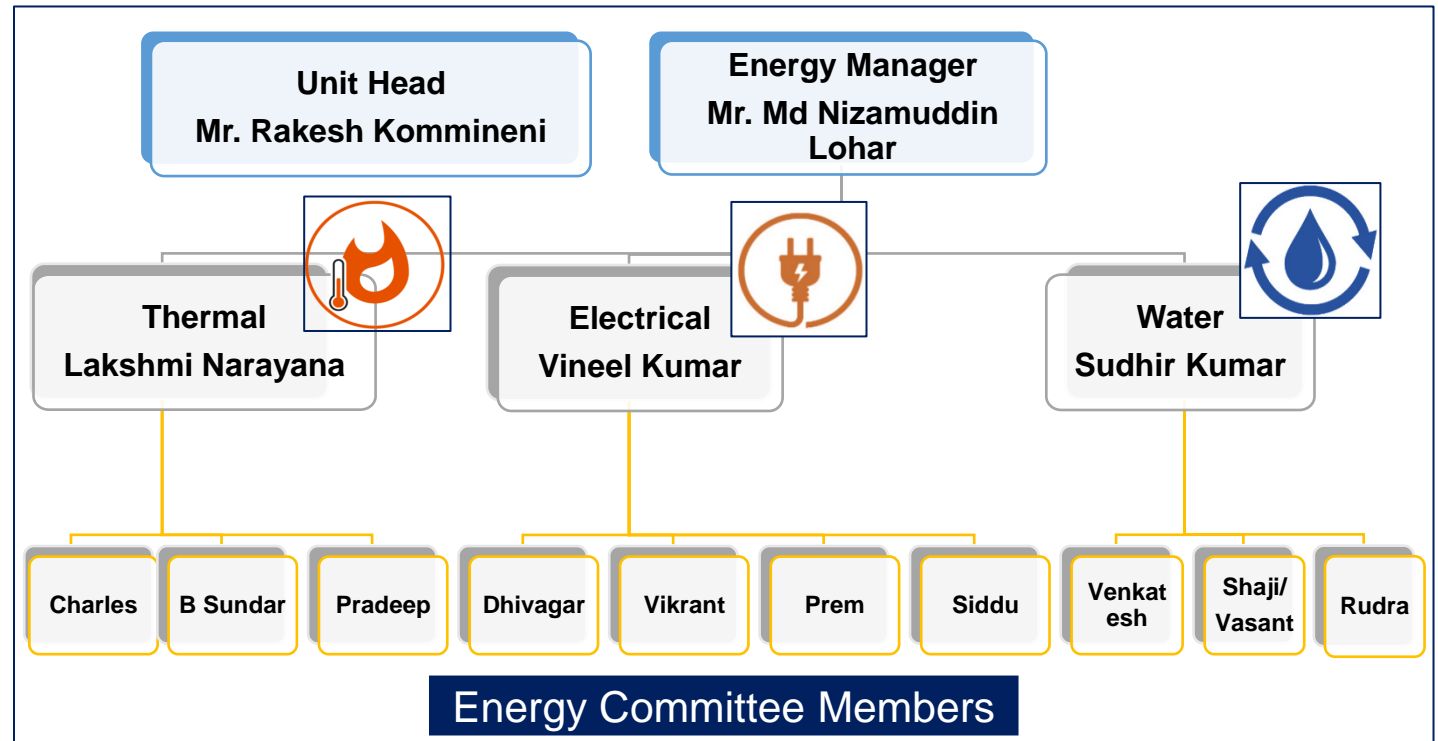 Unit Head
Mr. Rakesh Kommineni
Energy Manager
Mr. Md Nizamuddin
Lohar
Thermal
Lakshmi Narayana
Electrical
Vineel Kumar
Water
Sudhir Kumar
Charles
B Sundar
Pradeep
Dhivagar
Vikrant
Prem
Siddu
Venkat
esh
Shaji/
Vasant
Rudra
Energy Committee Members